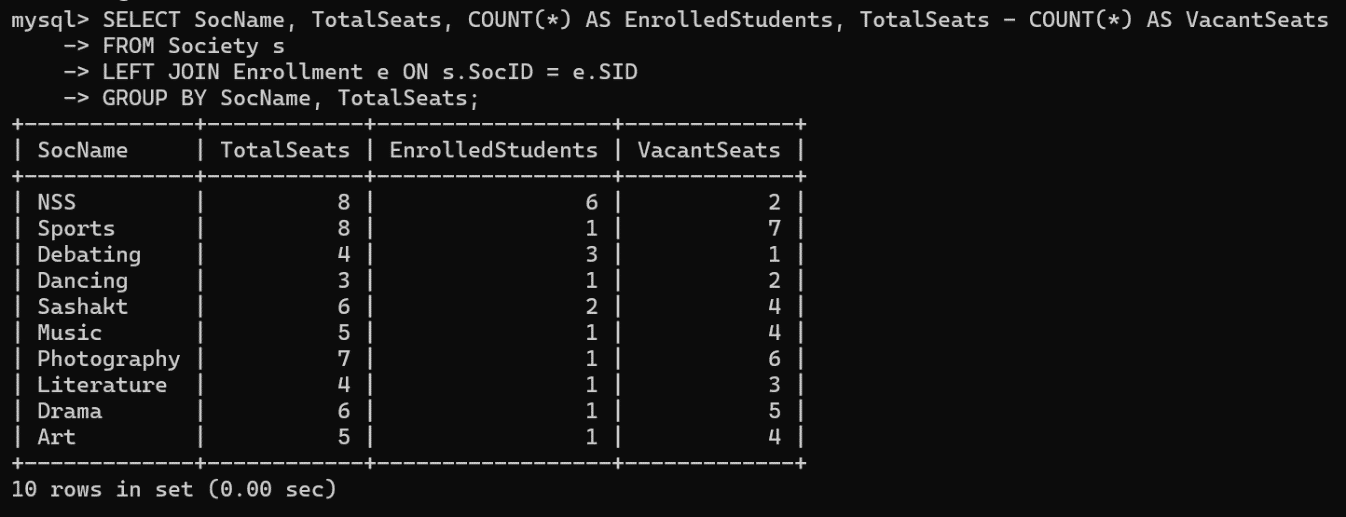 mysql> SELECT SocName, TotalSeats, COUNT(*) AS EnrolledStudents, TotalSeats - COUNT(*) AS VacantSeats
    -> FROM Society s
    -> LEFT JOIN Enrollment e ON s.SocID = e.SID
    -> GROUP BY SocName, TotalSeats;
+-------------+------------+------------------+-------------+
| SocName     | TotalSeats | EnrolledStudents | VacantSeats |
+-------------+------------+------------------+-------------+
| NSS         |          8 |                6 |           2 |
| Sports      |          8 |                1 |           7 |
| Debating    |          4 |                3 |           1 |
| Dancing     |          3 |                1 |           2 |
| Sashakt     |          6 |                2 |           4 |
| Music       |          5 |                1 |           4 |
| Photography |          7 |                1 |           6 |
| Literature  |          4 |                1 |           3 |
| Drama       |          6 |                1 |           5 |
| Art         |          5 |                1 |           4 |
+-------------+------------+------------------+-------------+
10 rows in set (0.00 sec)